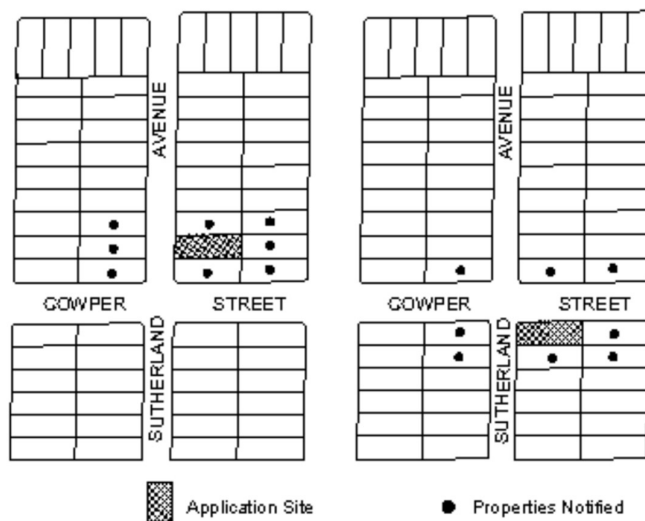 AVENUE
AVENUE
COWPER STREET
COWPER STREET
SUTHERLAND
SUTHERLAND
Application Site
Properties Notified